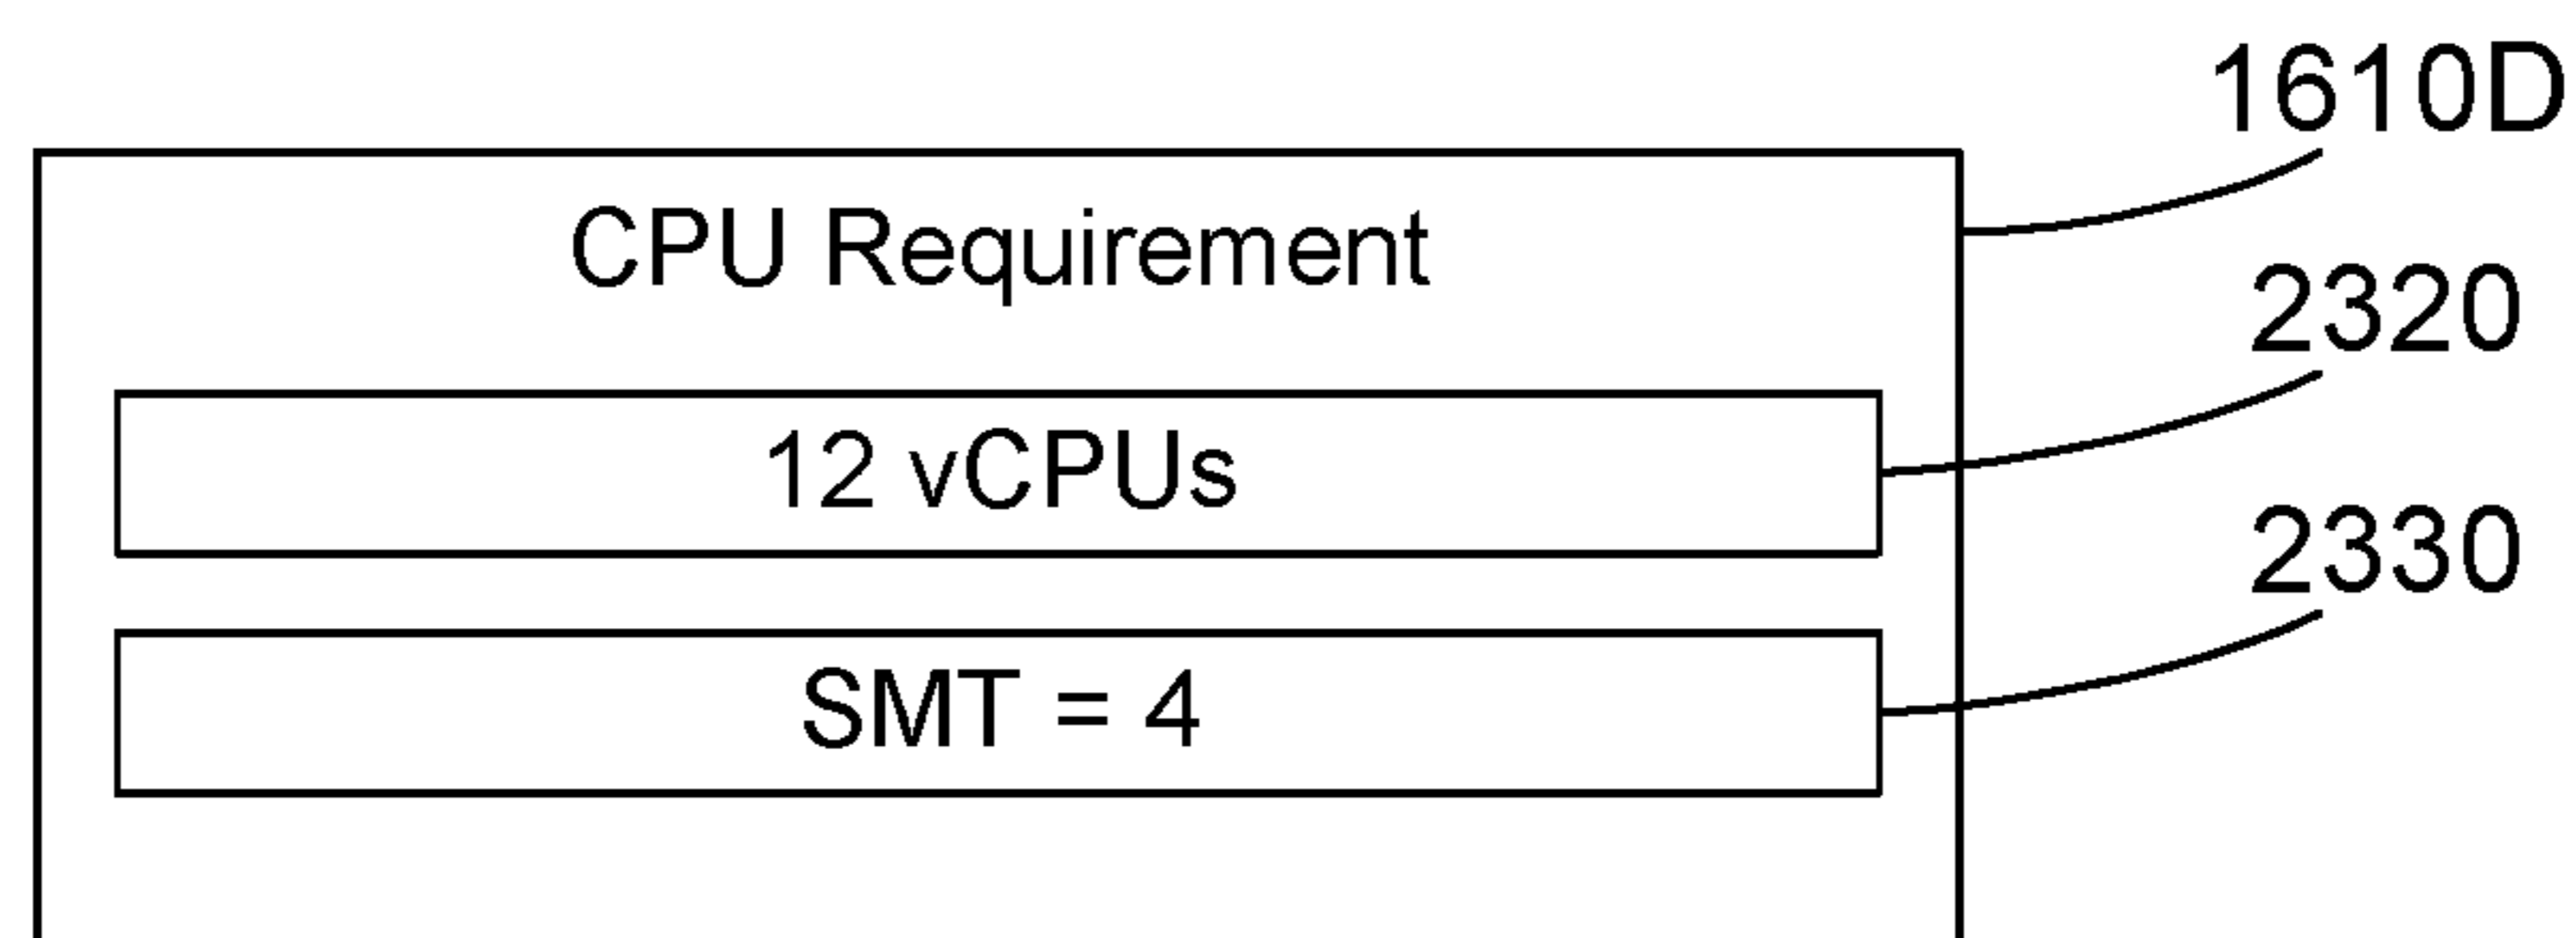 1610D
CPU Requirement
2320
12 vCPUs
2330
SMT = 4